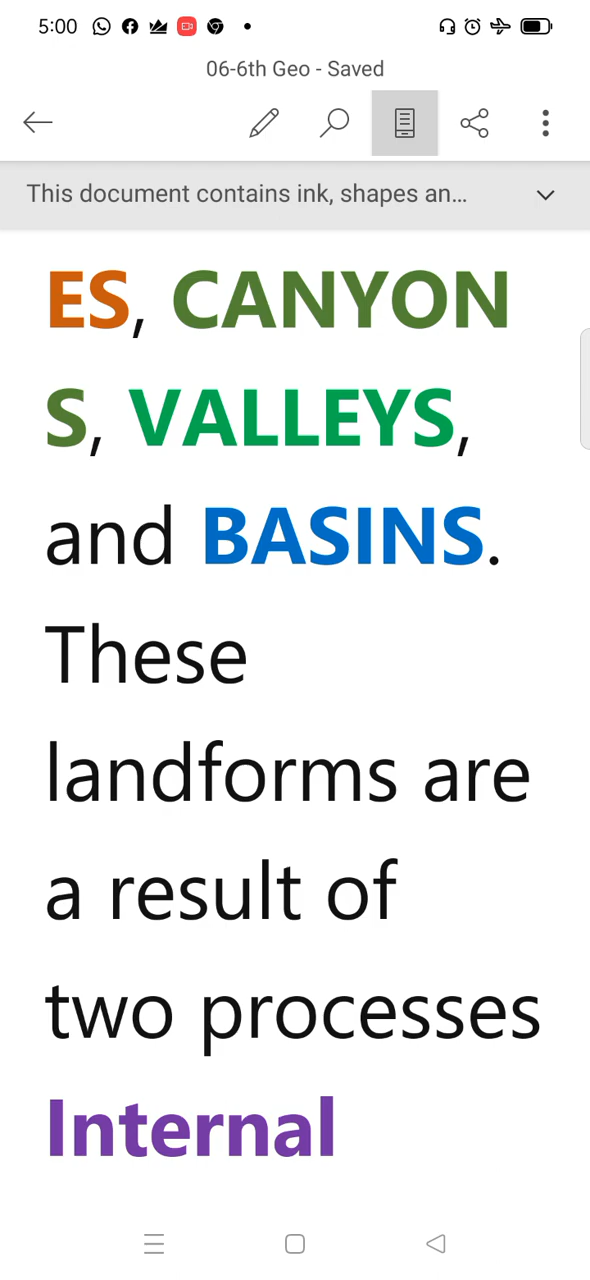 5:00
06-6th Geo - Saved
This document contains ink, shapes an...
ES, CANYON
S, VALLEYS,
and BASINS.
These
landforms are
a result of
two processes
Internal